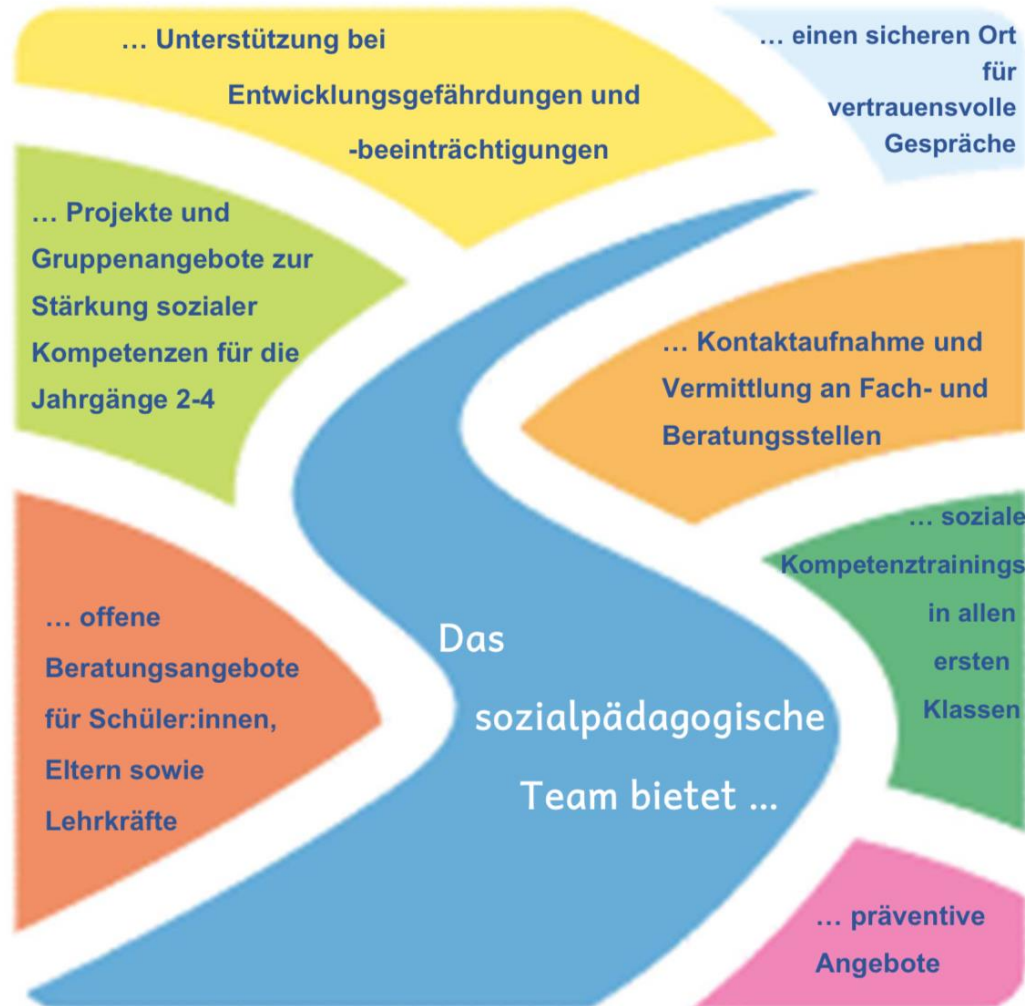 ... Unterstützung bei
Entwicklungsgefährdungen und
-beeinträchtigungen
... einen sicheren Ort
für
vertrauensvolle
Gespräche
... Projekte und
Gruppenangebote zur
Stärkung sozialer
Kompetenzen für die
Jahrgänge 2-4
... Kontaktaufnahme und
Vermittlung an Fach- und
Beratungsstellen
... soziale
Kompetenztrainings
in allen
ersten
Klassen
... offene
Beratungsangebote
für Schüler:innen,
Eltern sowie
Lehrkräfte
Das
sozialpädagogische
Team bietet ...
... präventive
Angebote